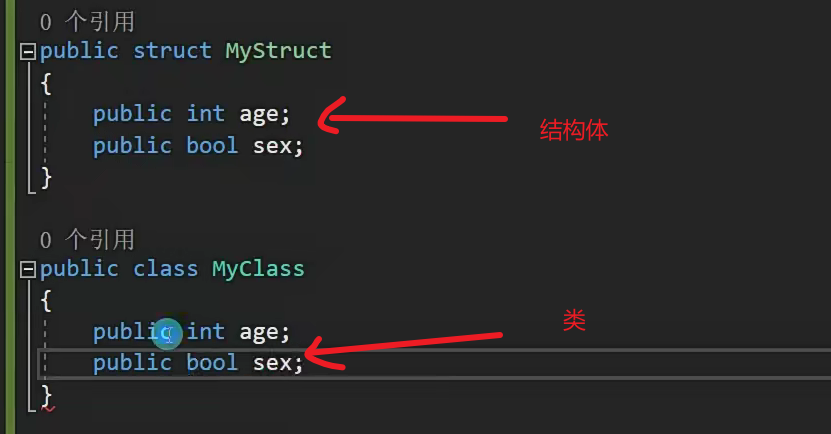 0 个引用
public struct MyStruct
{
public int age;
结构体
public bool sex;
}
0 个引用
public class MyClass
{
类
public int age;
public bool sex;
}